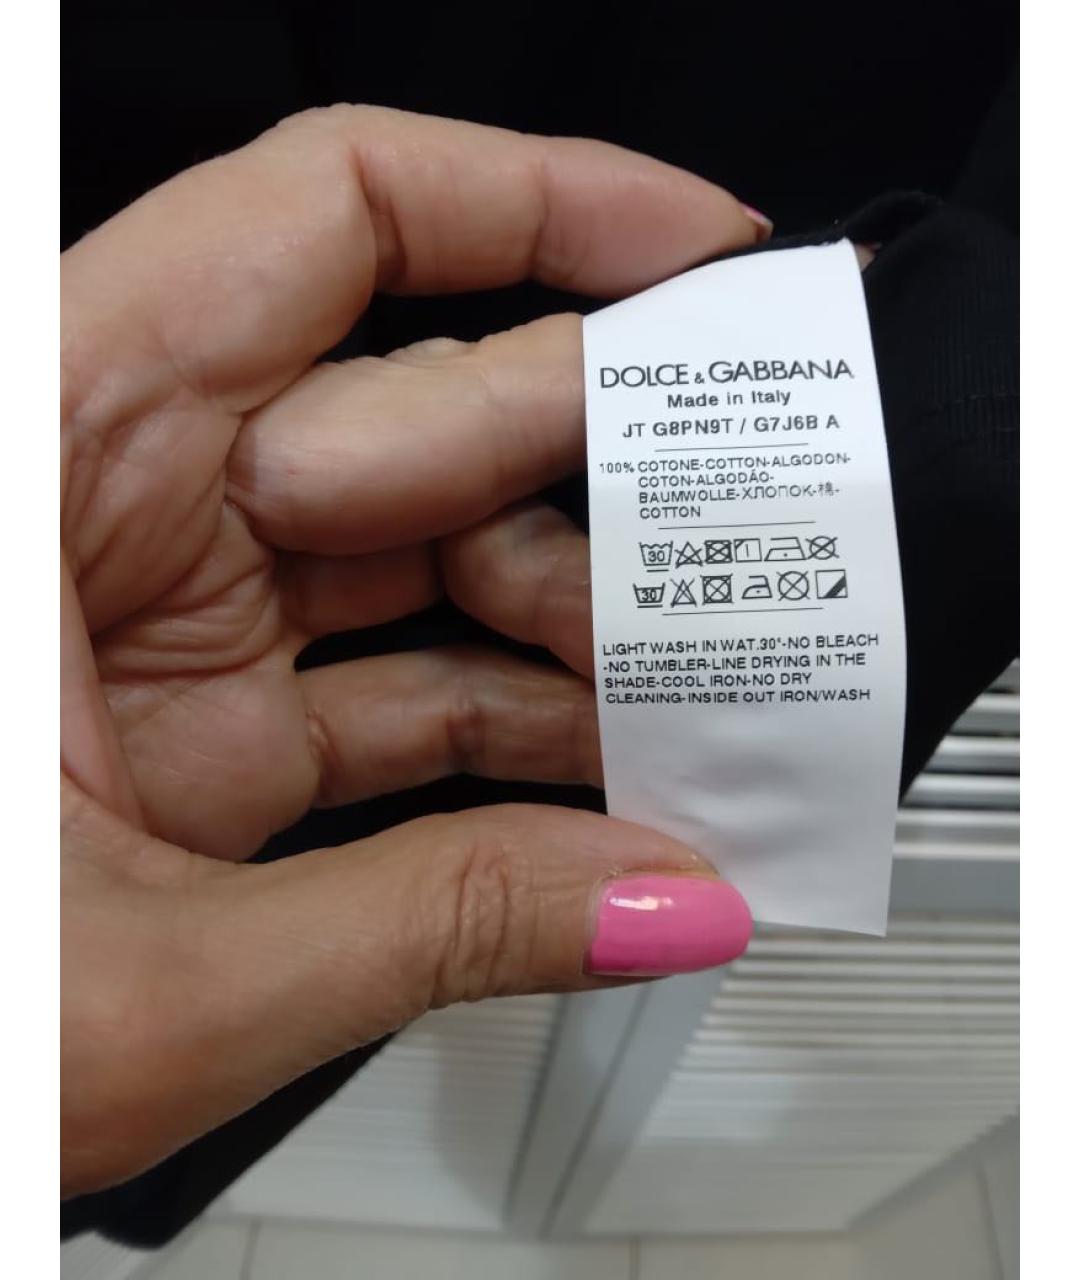 DOLCE & GABBANA
Made in Italy
JT G8PN9T / G7J6B A
100% COTONE-COTTON-ALGODON-
COTON-ALGODÃO-
BAUMWOLLE-ХЛОПОК-棉-
COTTON
30
30
LIGHT WASH IN WAT.30°-NO BLEACH
-NO TUMBLER-LINE DRYING IN THE
SHADE-COOL IRON-NO DRY
CLEANING-INSIDE OUT IRON/WASH